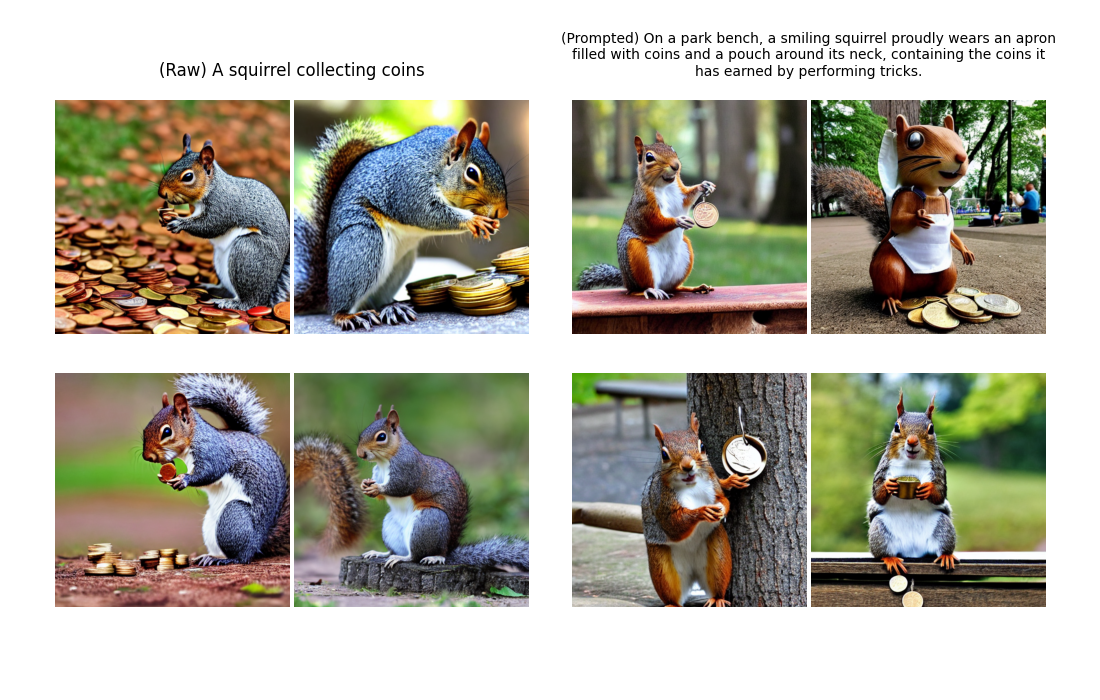 (Raw) A squirrel collecting coins
(Prompted) On a park bench, a smiling squirrel proudly wears an apron
filled with coins and a pouch around its neck, containing the coins it
has earned by performing tricks.